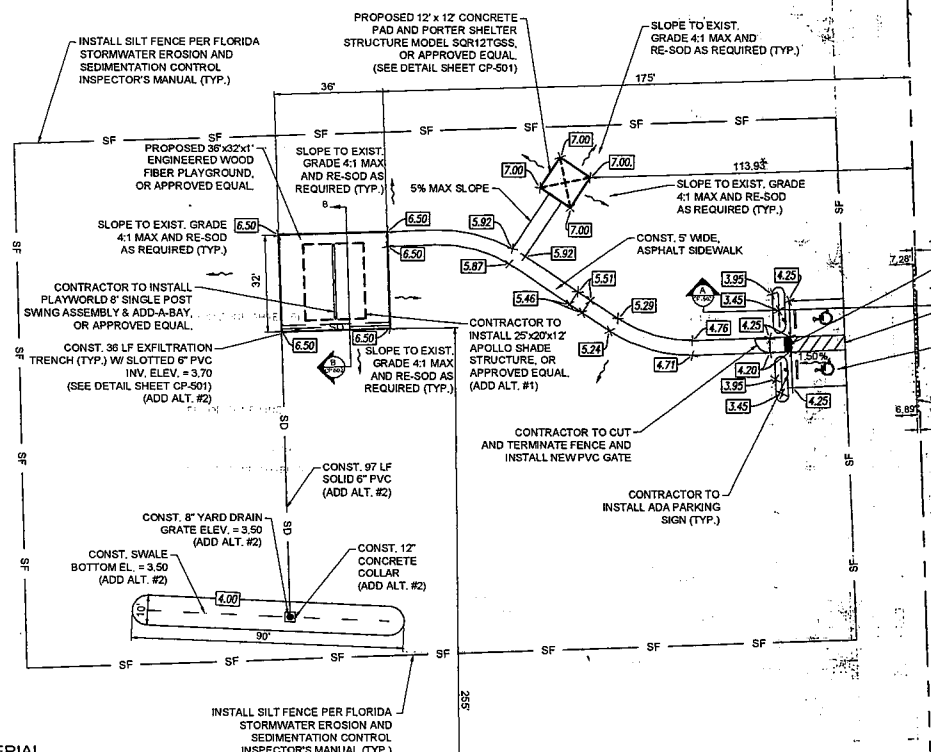 PROPOSED 12' x 12' CONCRETE
PAD AND PORTER SHELTER
STRUCTURE MODEL SQR12TGSS,
OR APPROVED EQUAL.
(SEE DETAIL SHEET CP-501)
SLOPE TO EXIST.
GRADE 4:1 MAX AND
RE-SOD AS REQUIRED (TYP.)
INSTALL SILT FENCE PER FLORIDA
STORMWATER EROSION AND
SEDIMENTATION CONTROL
INSPECTOR'S MANUAL (TYP.)
36'
175'
SF
SF
SF
SF
SF
SF
SF
PROPOSED 36'x32'x1'
ENGINEERED WOOD
FIBER PLAYGROUND,
OR APPROVED EQUAL.
SLOPE TO EXIST.
GRADE 4:1 MAX
AND RE-SOD AS
REQUIRED (TYP.)
7.00
7.00
7.00
7.00
113.93'
5% MAX SLOPE
SLOPE TO EXIST. GRADE
4:1 MAX AND RE-SOD
AS REQUIRED (TYP.)
SLOPE TO EXIST. GRADE
4:1 MAX AND RE-SOD
AS REQUIRED (TYP.)
6.50
6.50
6.50
B
5.92
5.92
5.87
CONST. 5' WIDE,
ASPHALT SIDEWALK
SF
SF
32'
7.28'
CONTRACTOR TO INSTALL
PLAYWORLD 8' SINGLE POST
SWING ASSEMBLY & ADD-A-BAY,
OR APPROVED EQUAL.
5.51
5.46
5.29
5.24
A
3.95
3.45
4.25
4.25
4.76
4.71
SD
6.50
6.50
CONTRACTOR TO
INSTALL 25'x20'x12'
APOLLO SHADE
STRUCTURE, OR
APPROVED EQUAL.
(ADD ALT. #1)
CONST. 36 LF EXFILTRATION
TRENCH (TYP.) W/ SLOTTED 6" PVC
INV. ELEV. = 3.70
(SEE DETAIL SHEET CP-501)
(ADD ALT. #2)
B
SLOPE TO EXIST.
GRADE 4:1 MAX
AND RE-SOD AS
REQUIRED (TYP.)
1.50%
4.20
3.95
3.45
4.25
6.89'
SF
SD
CONTRACTOR TO CUT
AND TERMINATE FENCE AND
INSTALL NEW PVC GATE
SF
CONST. 97 LF
SOLID 6" PVC
(ADD ALT. #2)
CONTRACTOR TO
INSTALL ADA PARKING
SIGN (TYP.)
CONST. 8" YARD DRAIN
GRATE ELEV. = 3.50
(ADD ALT. #2)
SD
SF
CONST. SWALE
BOTTOM EL. = 3.50
(ADD ALT. #2)
CONST. 12"
CONCRETE
COLLAR
(ADD ALT. #2)
SF
4.00
10'
90'
SF
SF
SF
SF
SF
SF
SF
255'
INSTALL SILT FENCE PER FLORIDA
STORMWATER EROSION AND
SEDIMENTATION CONTROL
INSPECTOR'S MANUAL (TYP.)